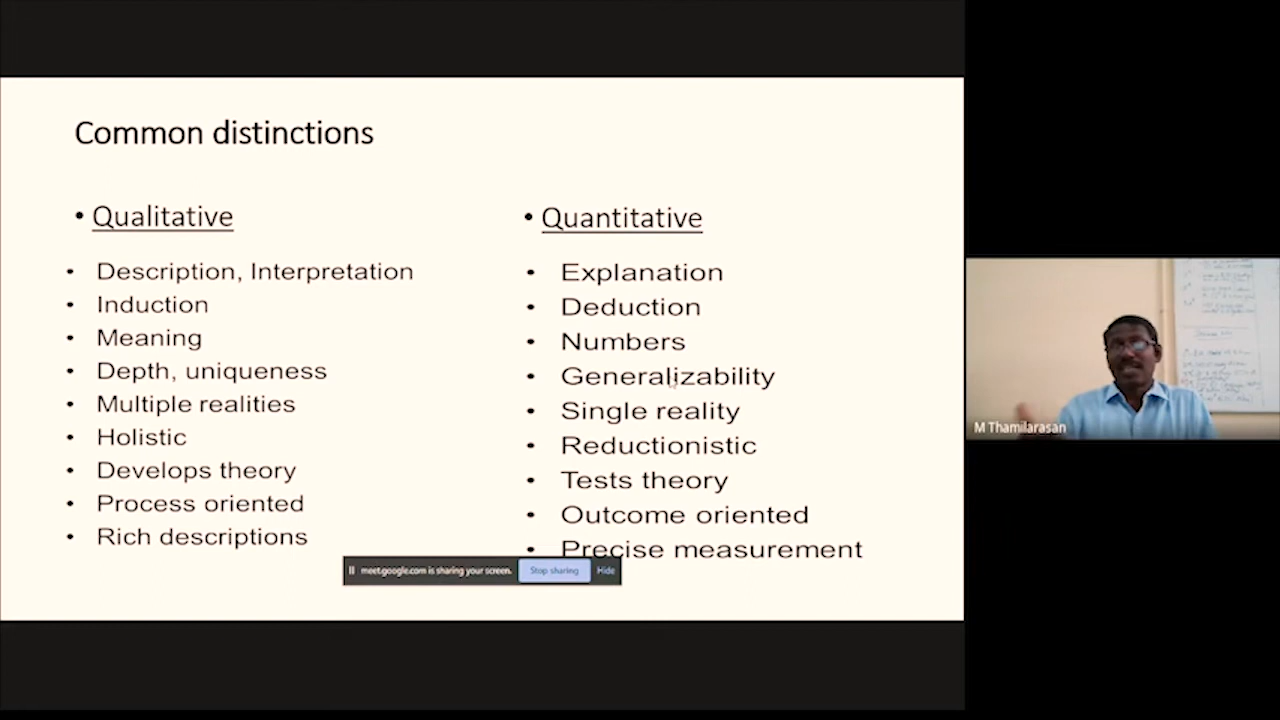 Common distinctions
• Qualitative
• Description, Interpretation
• Induction
• Meaning
• Depth, uniqueness
• Multiple realities
• Holistic
• Develops theory
• Process oriented
• Rich descriptions
• Quantitative
• Explanation
• Deduction
• Numbers
• Generalizability
• Single reality
• Reductionistic
• Tests theory
• Outcome oriented
• Precise measurement
meet.google.com is sharing your screen. Stop sharing Hide
M Thamilarasan